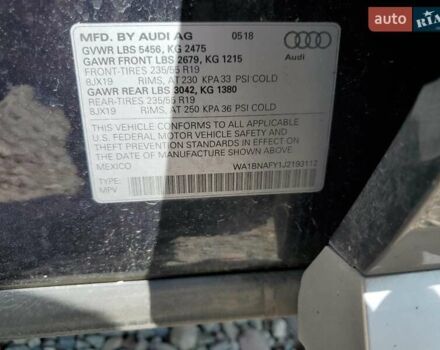 auto RIA
MFD. BY AUDI AG 0518
GVWR LBS 5456, KG 2475
GAWR FRONT LBS 2679, KG 1215
FRONT-TIRES 235/55 R19
8JX19 RIMS, AT 230 KPA 33 PSI COLD
GAWR REAR LBS 3042, KG 1380
REAR-TIRES 235/55 R19
8JX19 RIMS, AT 250 KPA 36 PSI COLD
Audi
THIS VEHICLE CONFORMS TO ALL APPLICABLE
U.S. FEDERAL MOTOR VEHICLE SAFETY AND
THEFT PREVENTION STANDARDS IN EFFECT
ON THE DATE OF MANUFACTURE SHOWN ABOVE.
MEXICO
WA1BNAFY1J2193112
TYPE:
MPV